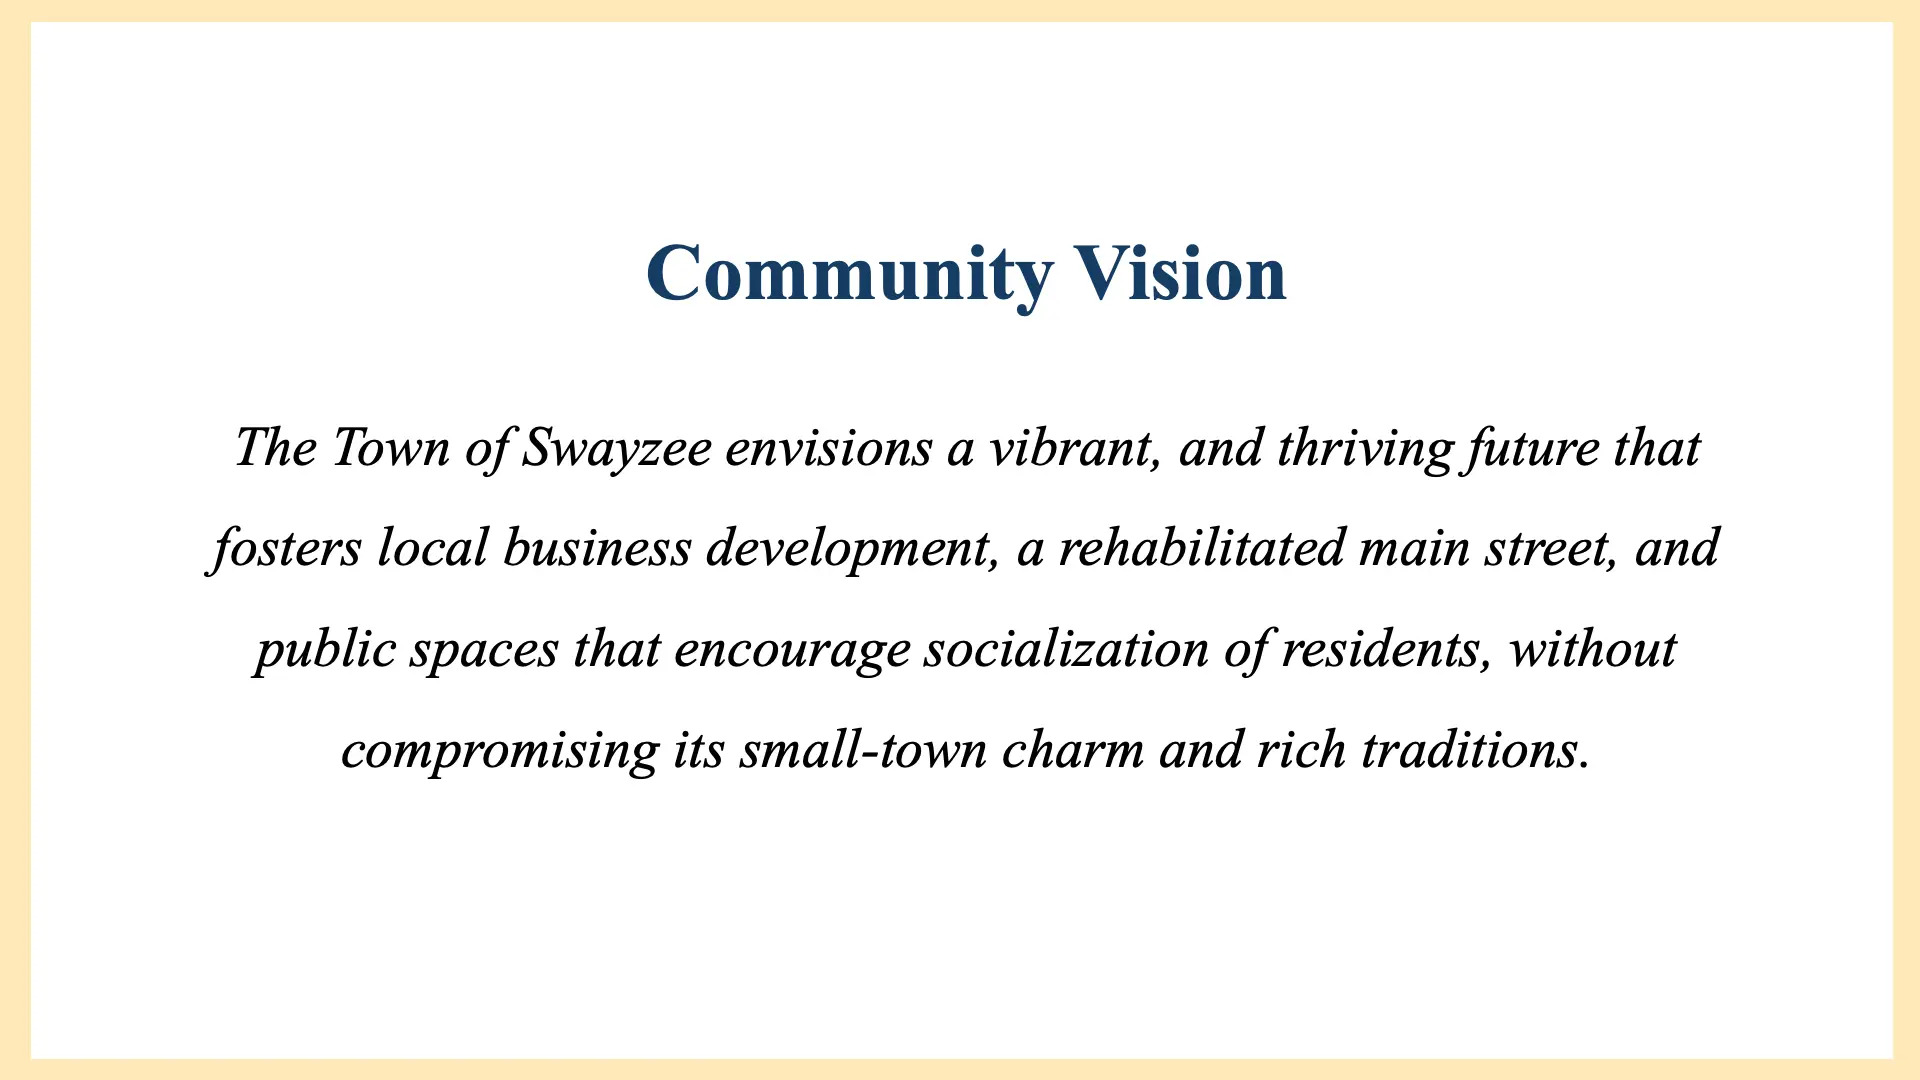 Community Vision
The Town of Swayzee envisions a vibrant, and thriving future that
fosters local business development, a rehabilitated main street, and
public spaces that encourage socialization of residents, without
compromising its small-town charm and rich traditions.